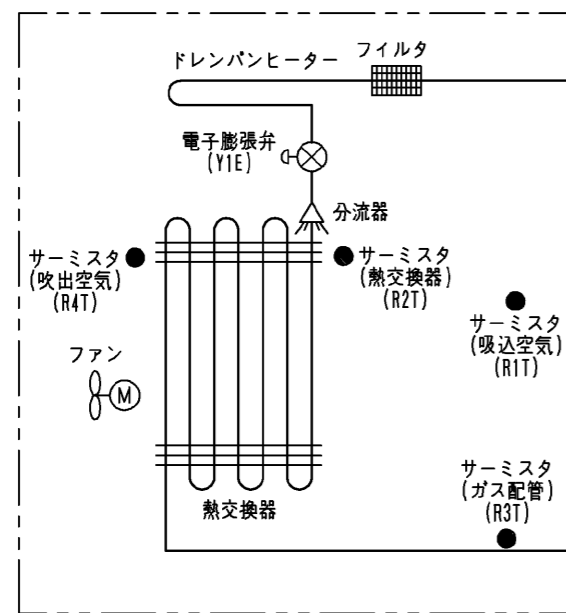 ドレンパンヒーター
フィルタ
電子膨張弁
(Y1E)
分流器
サーミスタ
(吹出空気)
(R4T)
サーミスタ
(熱交換器)
(R2T)
サーミスタ
(吸込空気)
(R1T)
ファン
M
サーミスタ
(ガス配管)
(R3T)
熱交換器